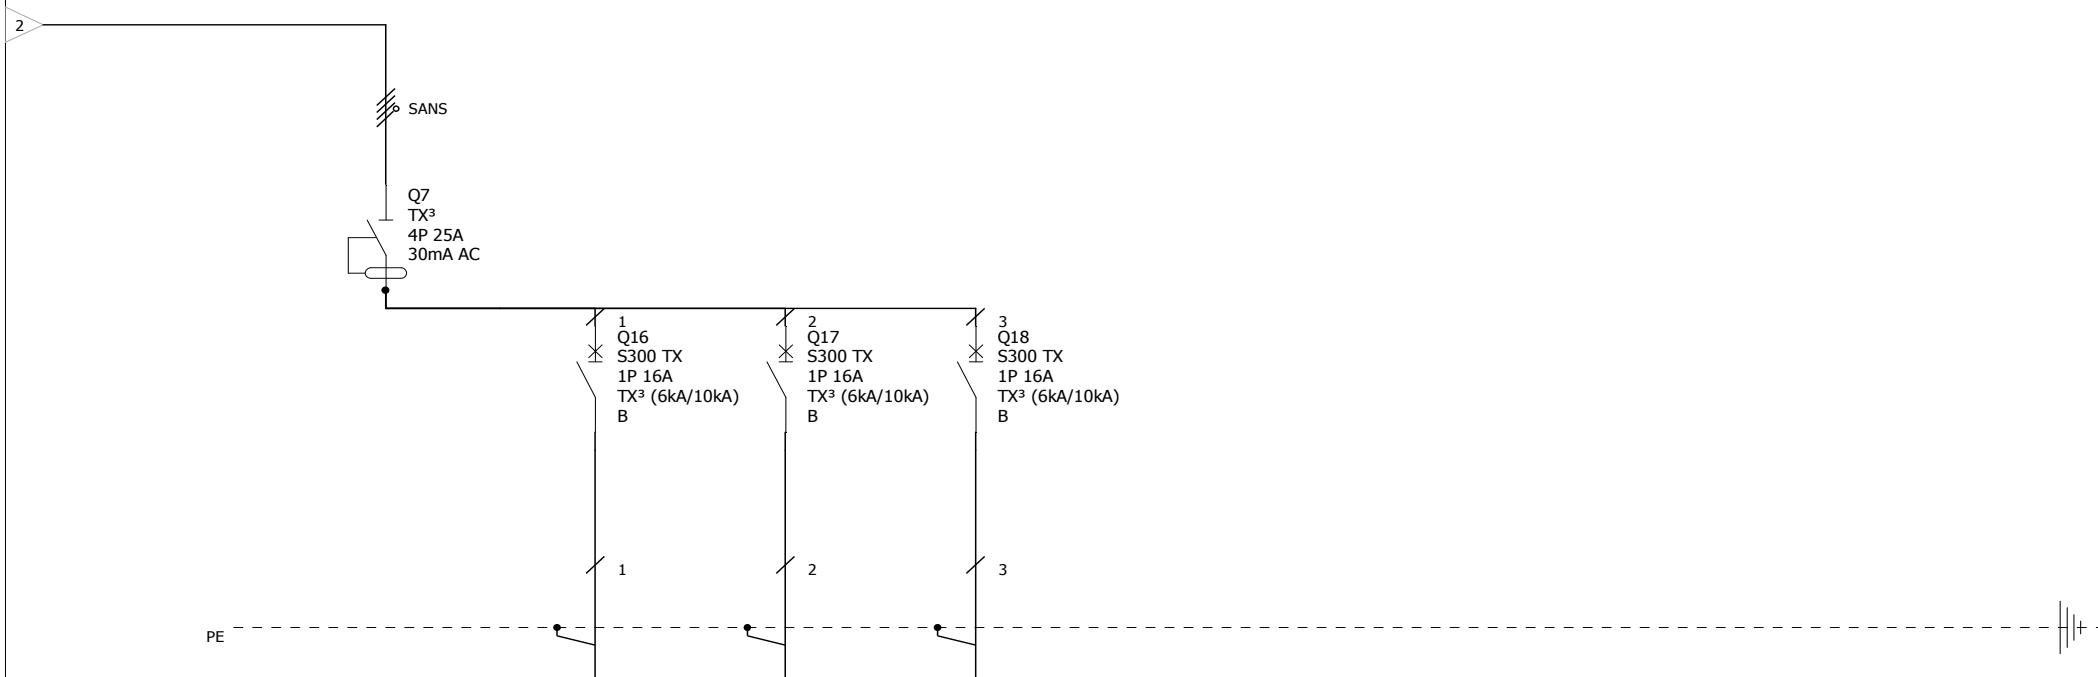 2
SANS
Q7
TX³
4P 25A
30mA AC
1
Q16
S300 TX
1P 16A
TX³ (6kA/10kA)
B
2
Q17
S300 TX
1P 16A
TX³ (6kA/10kA)
B
3
Q18
S300 TX
1P 16A
TX³ (6kA/10kA)
B
1
2
3
PE